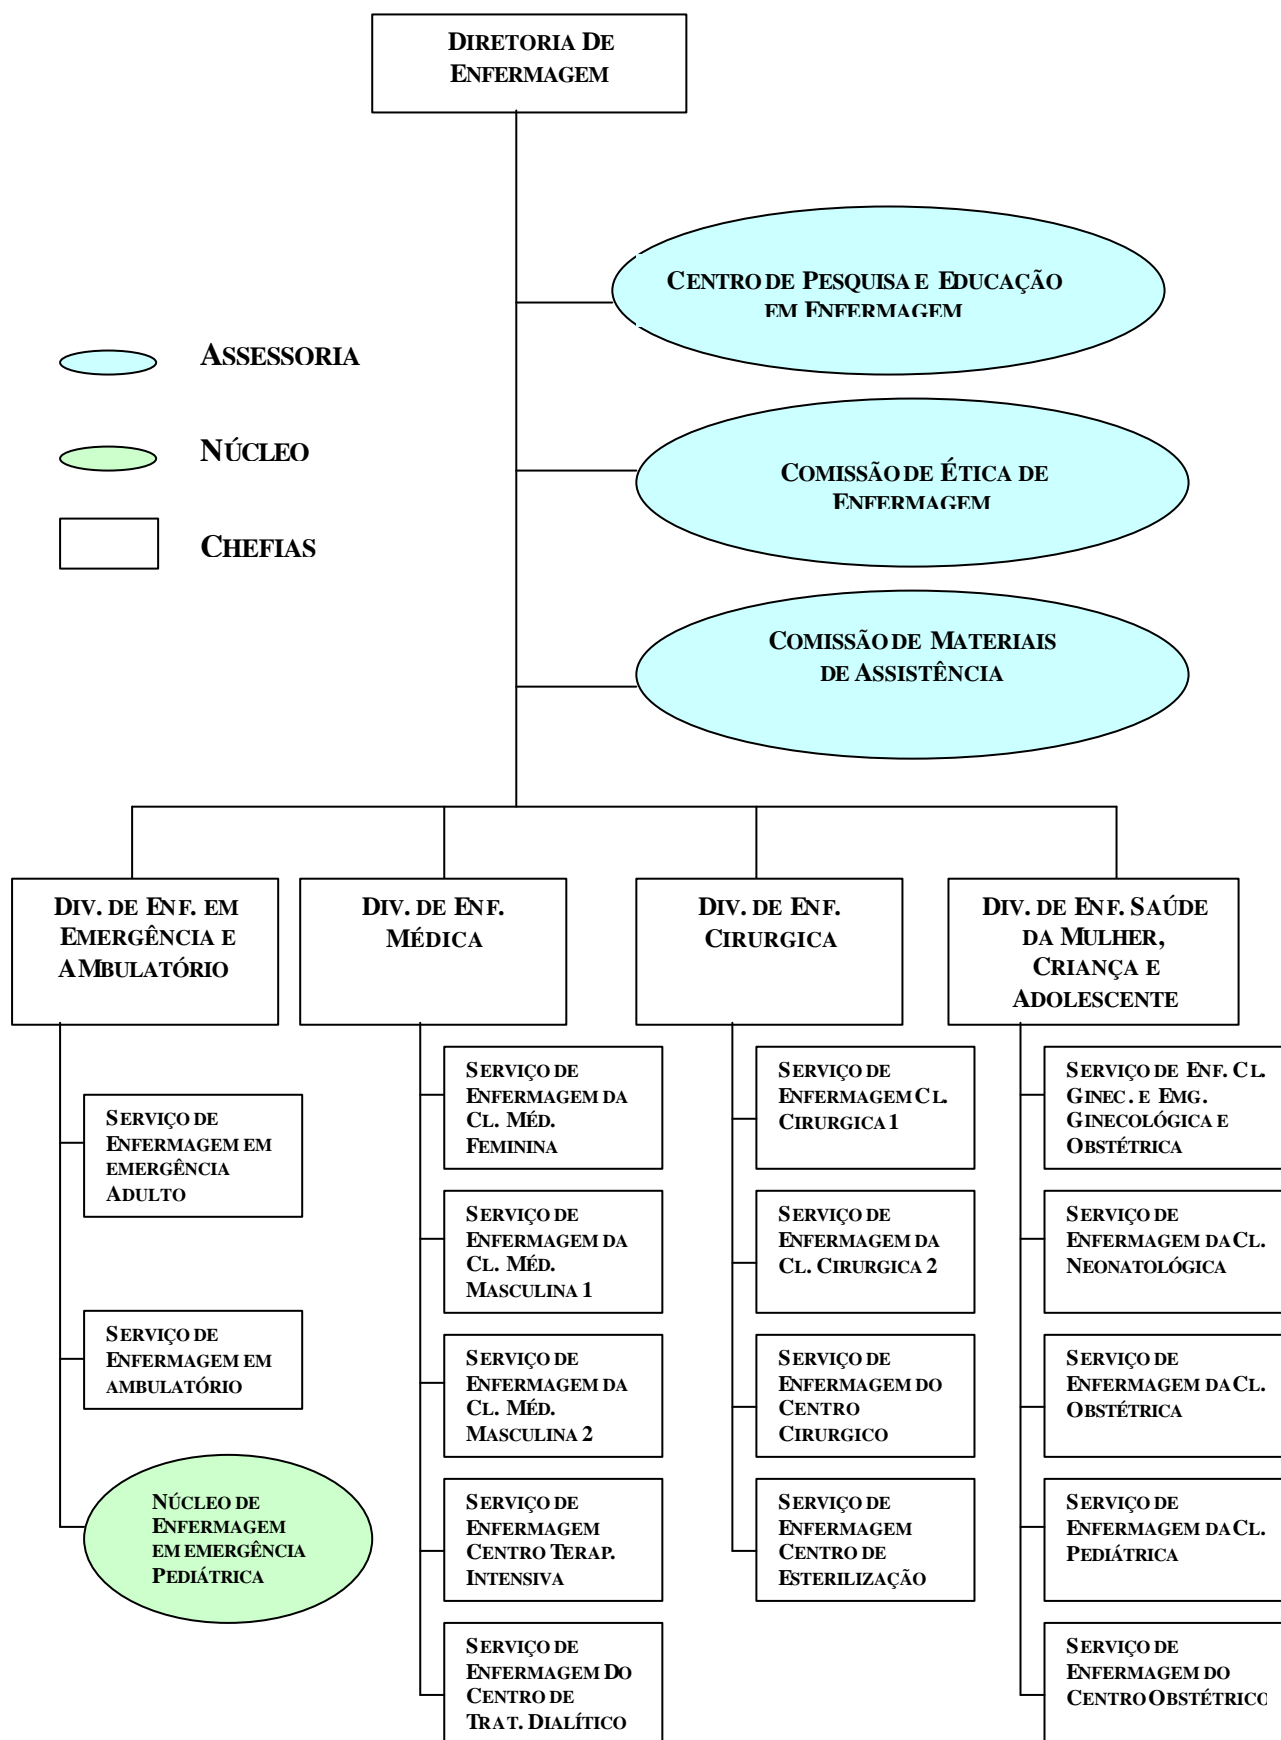 DIRETORIA DE
ENFERMAGEM
CENTRO DE PESQUISA E EDUCAÇÃO
EM ENFERMAGEM
ASSESSORIA
NÚCLEO
COMISSÃO DE ÉTICA DE
ENFERMAGEM
CHEFIAS
COMISSÃO DE MATERIAIS
DE ASSISTÊNCIA
DIV. DE ENF. EM
EMERGÊNCIA E
AMBULATÓRIO
DIV. DE ENF.
MÉDICA
DIV. DE ENF.
CIRURGICA
DIV. DE ENF. SAÚDE
DA MULHER,
CRIANÇA E
ADOLESCENTE
SERVIÇO DE
ENFERMAGEM EM
EMERGÊNCIA
ADULTO
SERVIÇO DE
ENFERMAGEM EM
AMBULATÓRIO
NÚCLEO DE
ENFERMAGEM
EM EMERGÊNCIA
PEDIÁTRICA
SERVIÇO DE
ENFERMAGEM DA
CL. MÉD.
FEMININA
SERVIÇO DE
ENFERMAGEM DA
CL. MÉD.
MASCULINA 1
SERVIÇO DE
ENFERMAGEM DA
CL. MÉD.
MASCULINA 2
SERVIÇO DE
ENFERMAGEM
CENTRO TERAP.
INTENSIVA
SERVIÇO DE
ENFERMAGEM DO
CENTRO DE
TRAT. DIALÍTICO
SERVIÇO DE
ENFERMAGEM CL.
CIRURGICA 1
SERVIÇO DE
ENFERMAGEM DA
CL. CIRURGICA 2
SERVIÇO DE
ENFERMAGEM DO
CENTRO
CIRURGICO
SERVIÇO DE
ENFERMAGEM
CENTRO DE
ESTERILIZAÇÃO
SERVIÇO DE ENF. CL.
GINEC. E EMG.
GINECOLÓGICA E
OBSTÉTRICA
SERVIÇO DE
ENFERMAGEM DA CL.
NEONATOLÓGICA
SERVIÇO DE
ENFERMAGEM DA CL.
OBSTÉTRICA
SERVIÇO DE
ENFERMAGEM DA CL.
PEDIÁTRICA
SERVIÇO DE
ENFERMAGEM DO
CENTRO OBSTÉTRICO